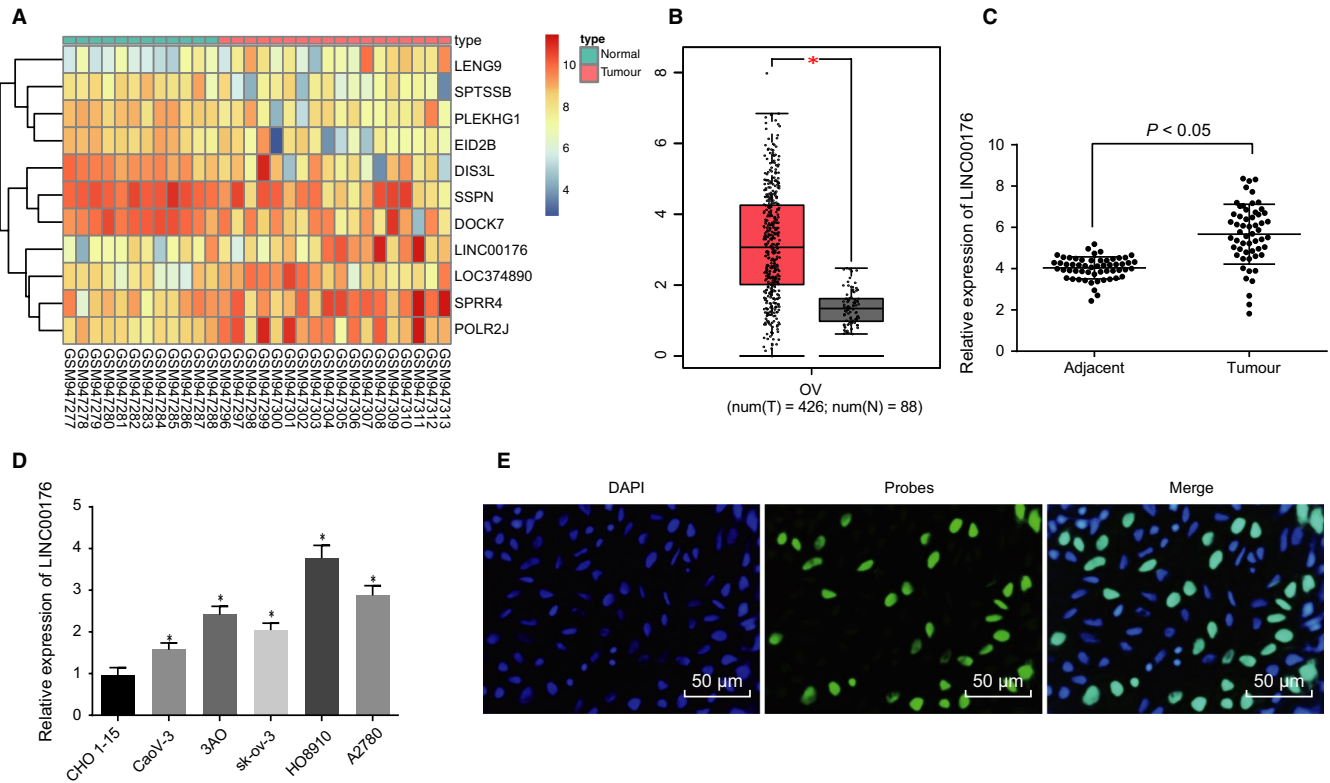 A
type
LENG9
SPTSSB
PLEKHG1
EID2B
DIS3L
SSPN
DOCK7
LINC00176
LOC374890
SPRR4
POLR2J
GSM947277
GSM947278
GSM947279
GSM947280
GSM947281
GSM947282
GSM947283
GSM947284
GSM947285
GSM947286
GSM947287
GSM947288
GSM947296
GSM947297
GSM947298
GSM947299
GSM947300
GSM947301
GSM947302
GSM947303
GSM947304
GSM947305
GSM947306
GSM947307
GSM947308
GSM947309
GSM947310
GSM947311
GSM947312
GSM947313
10
8
6
4
type
Normal
Tumour
B
8
6
4
2
0
*
OV
(num(T) = 426; num(N) = 88)
C
Relative expression of LINC00176
10
8
6
4
2
0
P < 0.05
Adjacent
Tumour
D
Relative expression of LINC00176
5
4
3
2
1
0
*
*
*
*
*
CHO 1-15
CaoV-3
3AO
sk-ov-3
HO8910
A2780
E
DAPI
Probes
Merge
50 μm
50 μm
50 μm